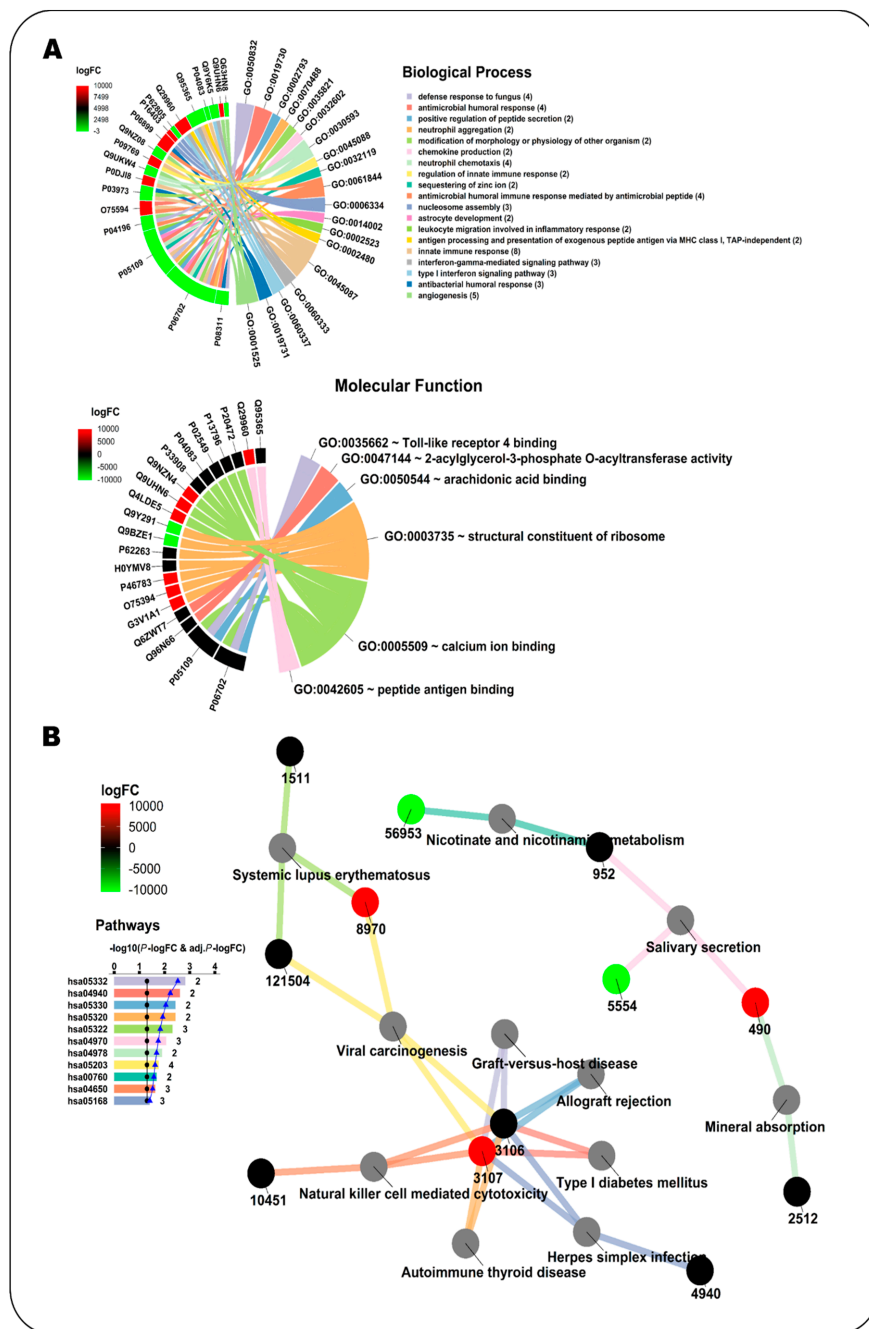 A
logFC
10000
7499
4998
2498
-3
Q63HN8
Q9UHN6
Q9Y6K5
P04083
Q95365
Q29960
P62805
P16403
P06899
Q9NZ08
P09769
Q9UKW4
P0DJI8
P03973
O75594
P04196
P05109
P06702
P08311
GO:0050832
GO:0019730
GO:0002793
GO:0070488
GO:0035821
GO:0032602
GO:0030593
GO:0045088
GO:0032119
GO:0061844
GO:0006334
GO:0014002
GO:0002523
GO:0002480
GO:0045087
GO:0060333
GO:0060337
GO:0019731
GO:0001525
Biological Process
defense response to fungus (4)
antimicrobial humoral response (4)
positive regulation of peptide secretion (2)
neutrophil aggregation (2)
modification of morphology or physiology of other organism (2)
chemokine production (2)
neutrophil chemotaxis (4)
regulation of innate immune response (2)
sequestering of zinc ion (2)
antimicrobial humoral immune response mediated by antimicrobial peptide (4)
nucleosome assembly (3)
astrocyte development (2)
leukocyte migration involved in inflammatory response (2)
antigen processing and presentation of exogenous peptide antigen via MHC class I, TAP-independent (2)
innate immune response (8)
interferon-gamma-mediated signaling pathway (3)
type I interferon signaling pathway (3)
antibacterial humoral response (3)
angiogenesis (5)
Molecular Function
logFC
10000
5000
0
-5000
-10000
Q95365
Q29960
P20472
P13796
P02549
P04083
P33908
Q9NZN4
Q9UHN6
Q4LDE5
Q9Y291
Q9BZE1
P62263
H0YMV8
P46783
O75394
G3V1A1
Q6ZWT7
Q96N66
P05109
P06702
GO:0035662 ~ Toll-like receptor 4 binding
GO:0047144 ~ 2-acylglycerol-3-phosphate O-acyltransferase activity
GO:0050544 ~ arachidonic acid binding
GO:0003735 ~ structural constituent of ribosome
GO:0005509 ~ calcium ion binding
GO:0042605 ~ peptide antigen binding
B
logFC
10000
5000
0
-5000
-10000
Pathways
-log10(P-logFC & adj.P-logFC)
0 1 2 3 4
hsa05332 2
hsa04940 2
hsa05330 2
hsa05320 2
hsa05322 3
hsa04970 3
hsa04978 2
hsa05203 4
hsa00760 2
hsa04650 3
hsa05168 3
1511
56953
Nicotinate and nicotinamide metabolism
952
Systemic lupus erythematosus
8970
Salivary secretion
121504
5554
490
Viral carcinogenesis
Graft-versus-host disease
Allograft rejection
Mineral absorption
3106
3107
10451
Natural killer cell mediated cytotoxicity
Type I diabetes mellitus
2512
Herpes simplex infection
Autoimmune thyroid disease
4940